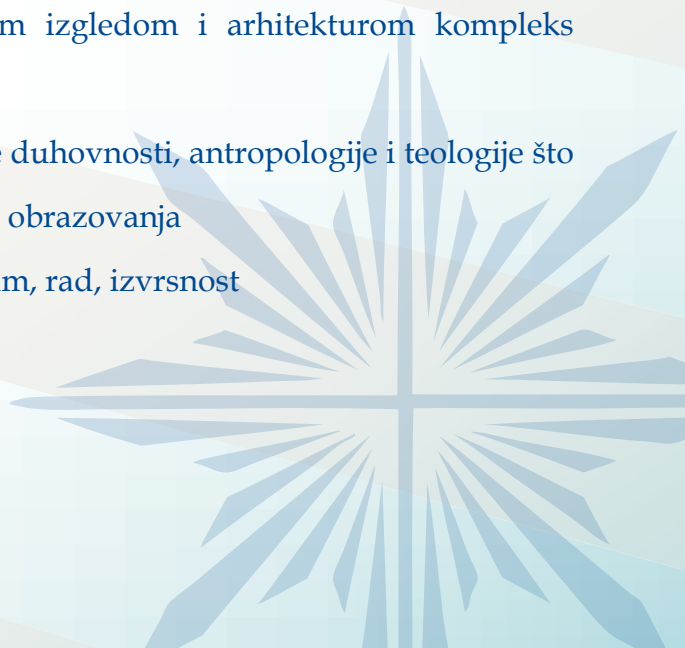 izgledom i arhitekturom kompleks
duhovnosti, antropologije i teologije što
obrazovanja
rad, izvrsnost